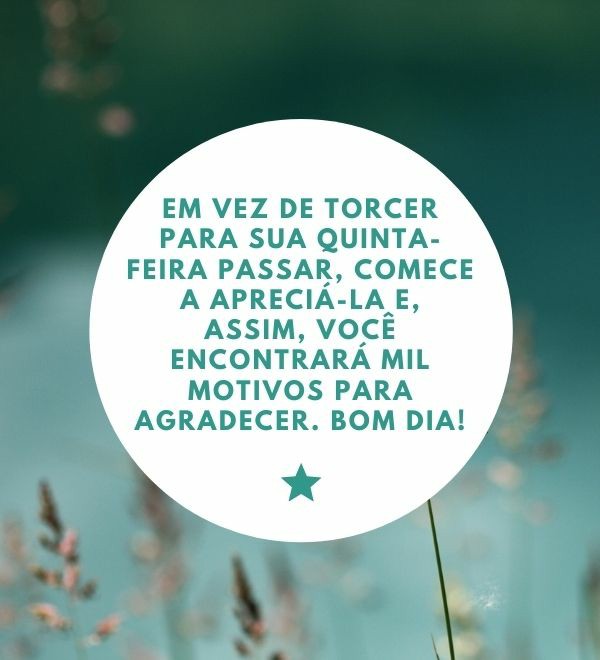 EM VEZ DE TORCER
PARA SUA QUINTA-
FEIRA PASSAR, COMECE
A APRECIÁ-LA E,
ASSIM, VOCÊ
ENCONTRARÁ MIL
MOTIVOS PARA
AGRADECER. BOM DIA!